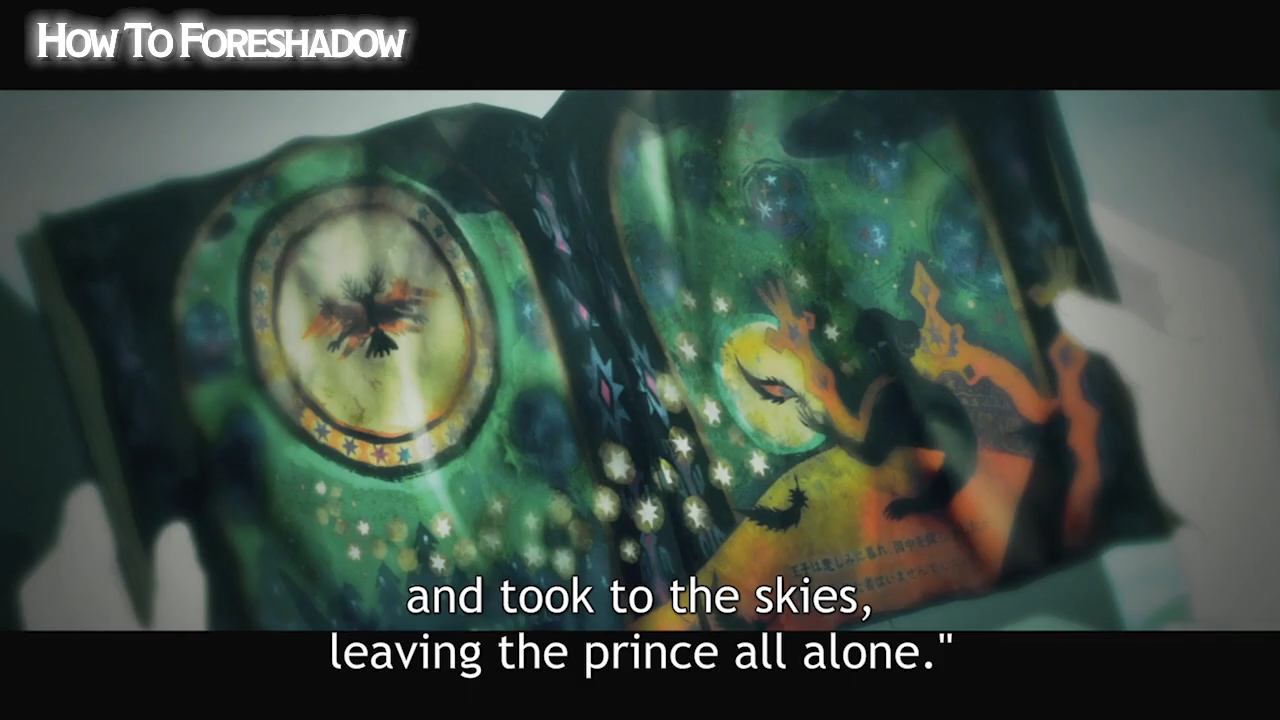 How To Foreshadow
and took to the skies,
leaving the prince all alone."